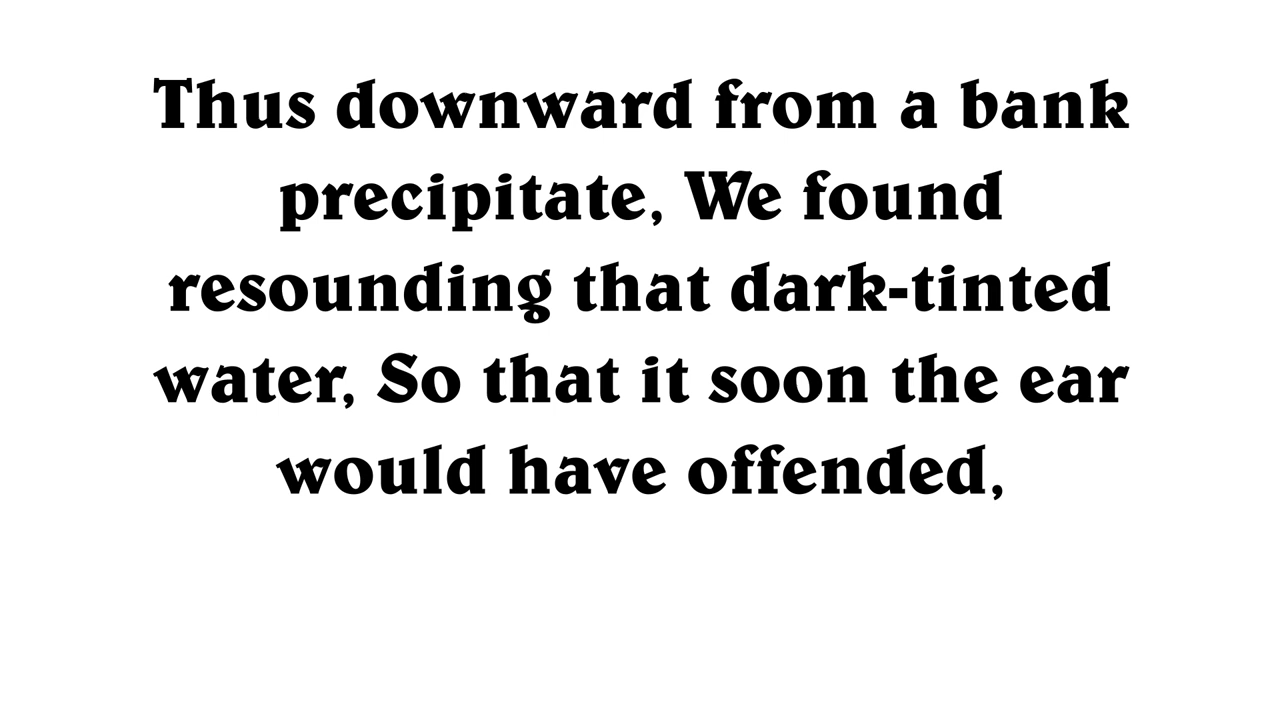 Thus downward from a bank
precipitate, We found
resounding that dark-tinted
water, So that it soon the ear
would have offended,